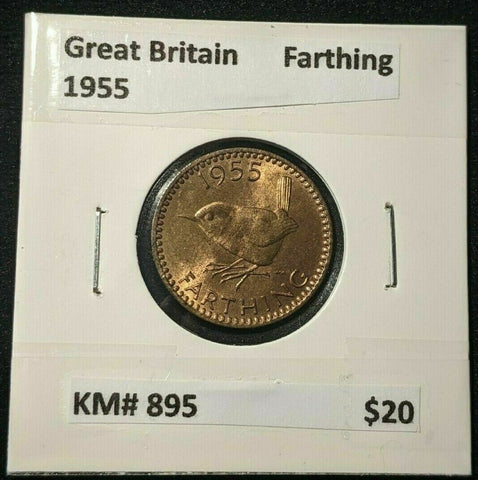 Great Britain Farthing
1955
1955
FARTHING
KM# 895 $20